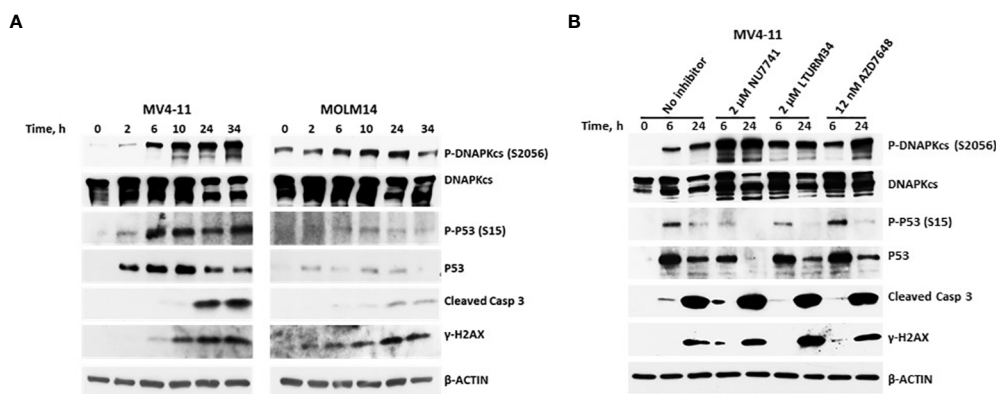 A
MV4-11 MOLM14
Time, h 0 2 6 10 24 34 0 2 6 10 24 34
P-DNAPKcs (S2056)
DNAPKcs
P-P53 (S15)
P53
Cleaved Casp 3
γ-H2AX
β-ACTIN
B
MV4-11
No inhibitor
2 μM NU7741
2 μM LTURM34
12 nM AZD7648
Time, h 0 6 24 6 24 6 24 6 24
P-DNAPKcs (S2056)
DNAPKcs
P-P53 (S15)
P53
Cleaved Casp 3
γ-H2AX
β-ACTIN